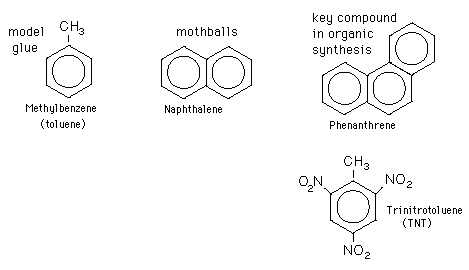 model
glue
CH3
Methylbenzene
(toluene)
mothballs
Naphthalene
key compound
in organic
synthesis
Phenanthrene
CH3
O2N
NO2
NO2
Trinitrotoluene
(TNT)